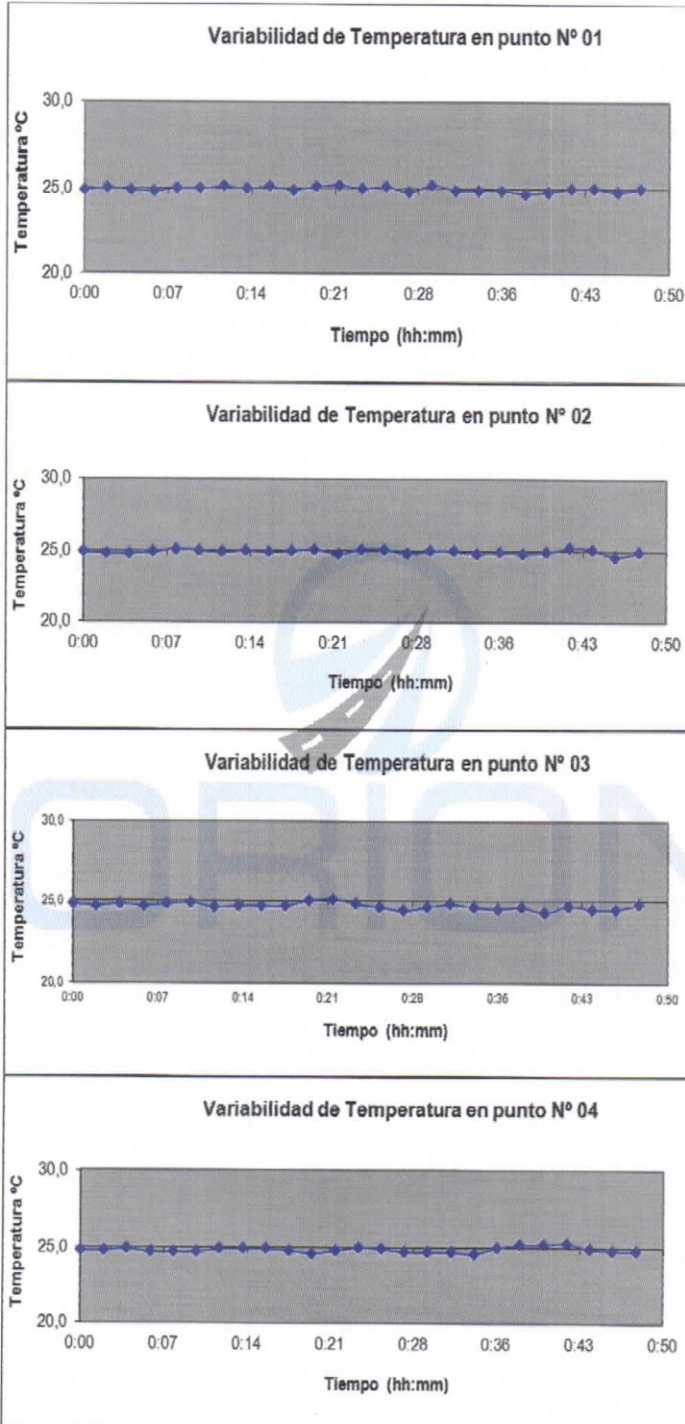 Variabilidad de Temperatura en punto Nº 01
Temperatura ºC
30,0
25,0
20,0
0:00 0:07 0:14 0:21 0:28 0:36 0:43 0:50
Tiempo (hh:mm)
Variabilidad de Temperatura en punto Nº 02
Temperatura ºC
30,0
25,0
20,0
0:00 0:07 0:14 0:21 0:28 0:36 0:43 0:50
Tiempo (hh:mm)
Variabilidad de Temperatura en punto Nº 03
Temperatura ºC
30,0
25,0
20,0
0:00 0:07 0:14 0:21 0:28 0:36 0:43 0:50
Tiempo (hh:mm)
ORION
Variabilidad de Temperatura en punto Nº 04
Temperatura ºC
30,0
25,0
20,0
0:00 0:07 0:14 0:21 0:28 0:36 0:43 0:50
Tiempo (hh:mm)